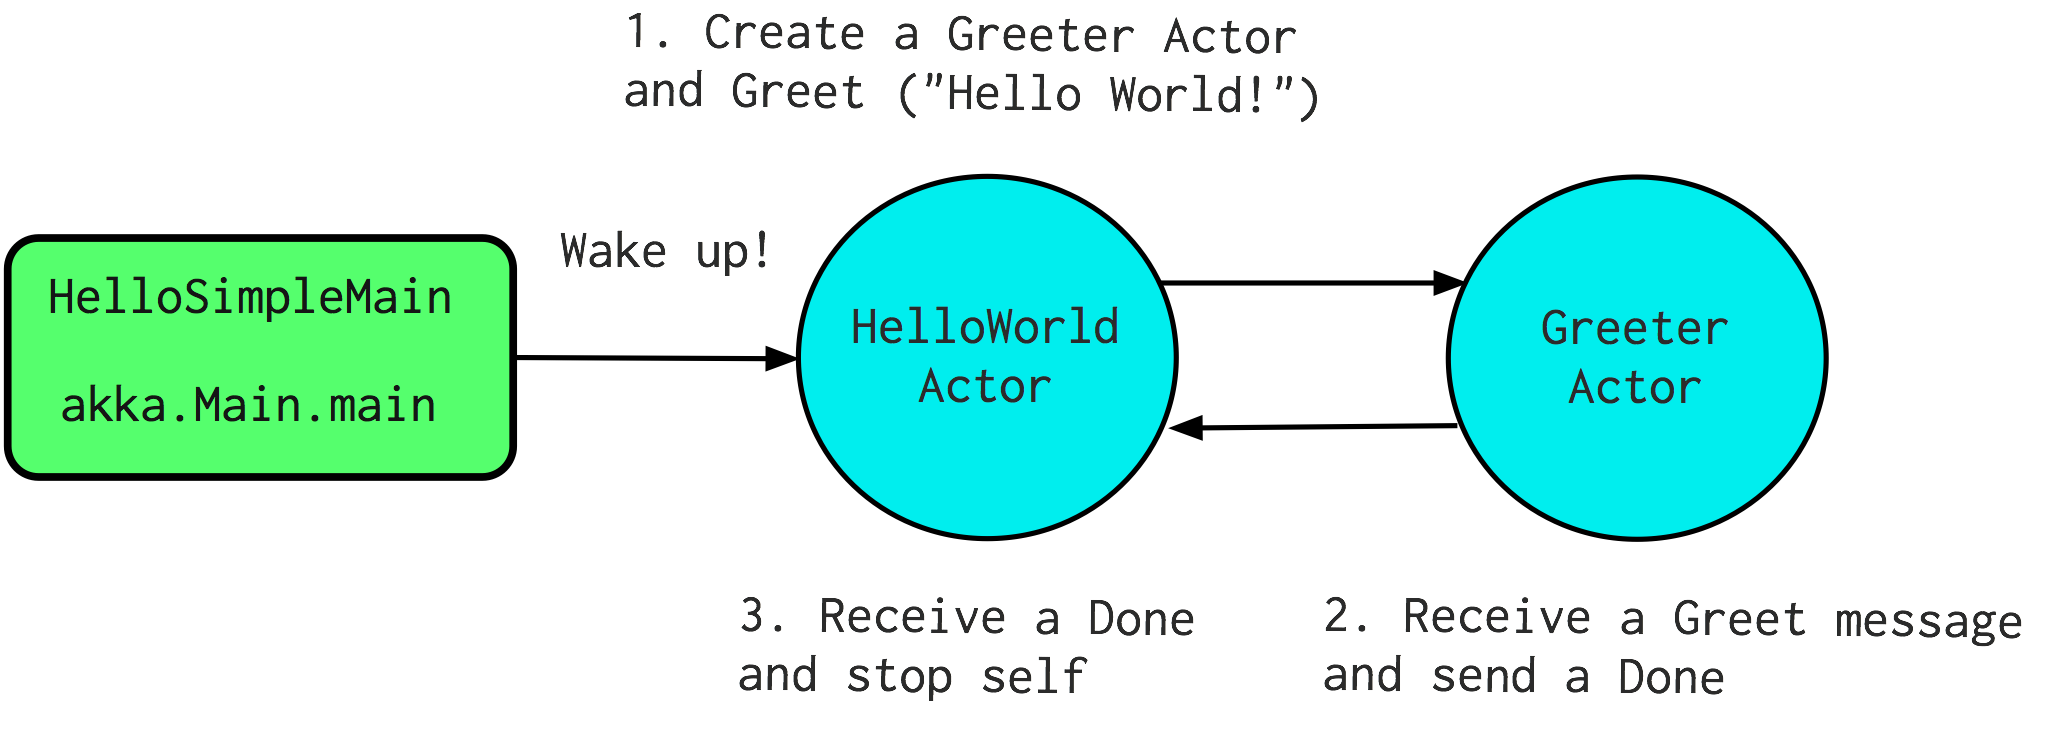 1. Create a Greeter Actor
and Greet ("Hello World!")
Wake up!
HelloSimpleMain
akka.Main.main
HelloWorld
Actor
Greeter
Actor
3. Receive a Done
and stop self
2. Receive a Greet message
and send a Done